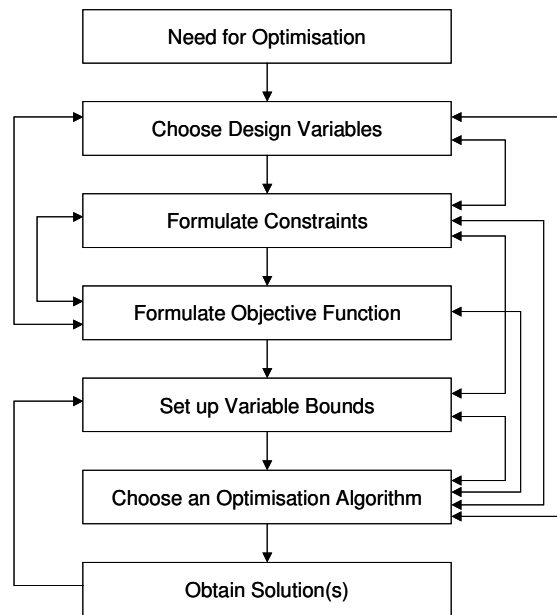 Need for Optimisation
Choose Design Variables
Formulate Constraints
Formulate Objective Function
Set up Variable Bounds
Choose an Optimisation Algorithm
Obtain Solution(s)